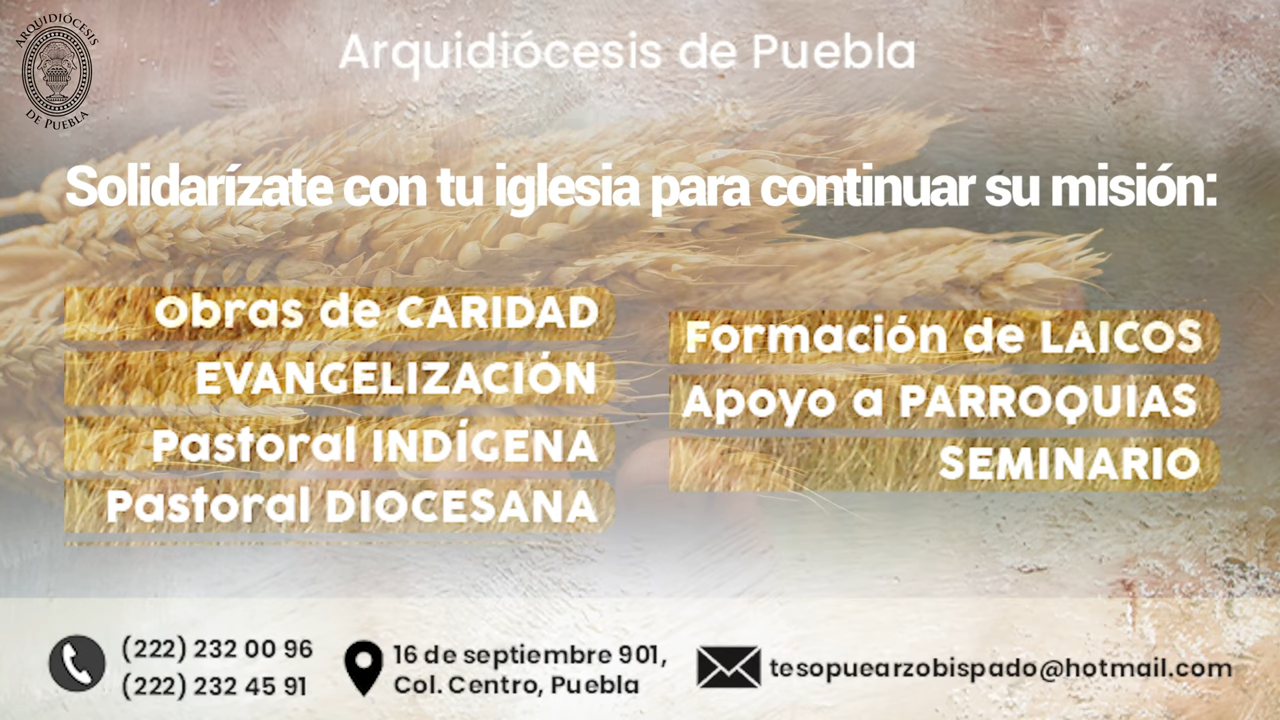 ARQUIDIÓCESIS
DE PUEBLA
Arquidiócesis de Puebla
Solidarízate con tu iglesia para continuar su misión:
Obras de CARIDAD
EVANGELIZACIÓN
Pastoral INDÍGENA
Pastoral DIOCESANA
Formación de LAICOS
Apoyo a PARROQUIAS
SEMINARIO
(222) 232 00 96
(222) 232 45 91
16 de septiembre 901,
Col. Centro, Puebla
tesopuearzobispado@hotmail.com